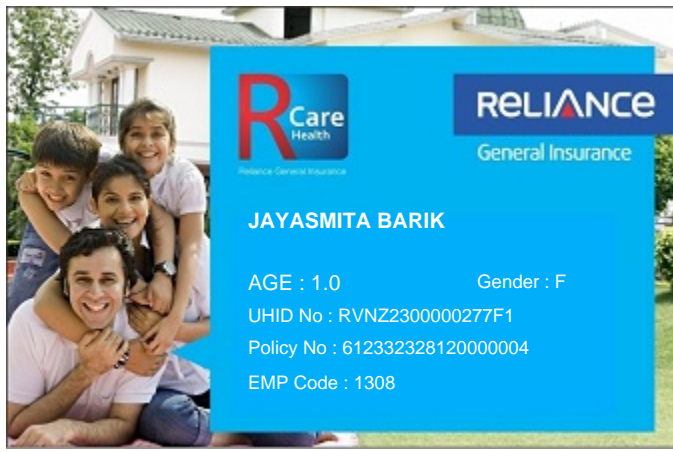 R Care
Health
Reliance General Insurance
RELIANCE
General Insurance
JAYASMITA BARIK
AGE : 1.0 Gender : F
UHID No : RVNZ2300000277F1
Policy No : 612332328120000004
EMP Code : 1308